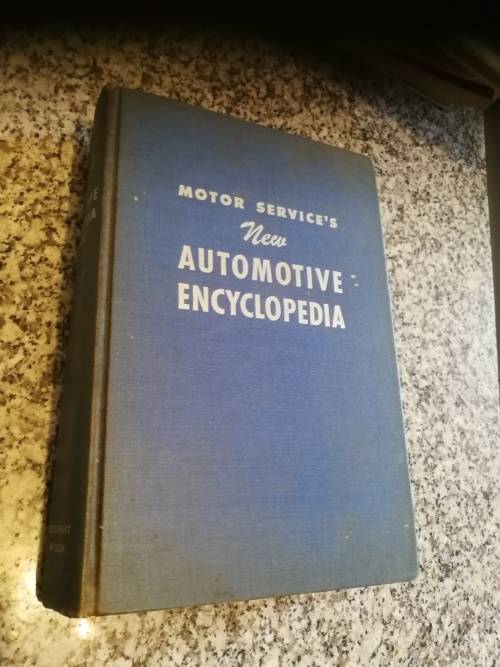 MOTOR SERVICE'S
New
AUTOMOTIVE
ENCYCLOPEDIA